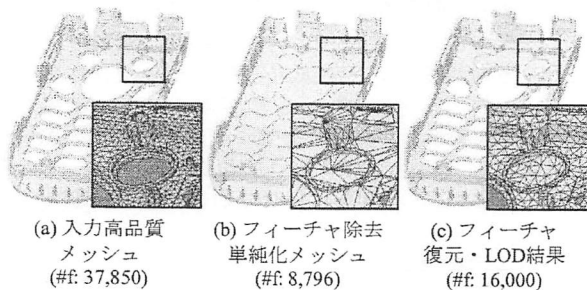 (a) 入力高品質
メッシュ
(#f: 37,850)
(b) フィーチャ除去
単純化メッシュ
(#f: 8,796)
(c) フィーチャ
復元・LOD結果
(#f: 16,000)